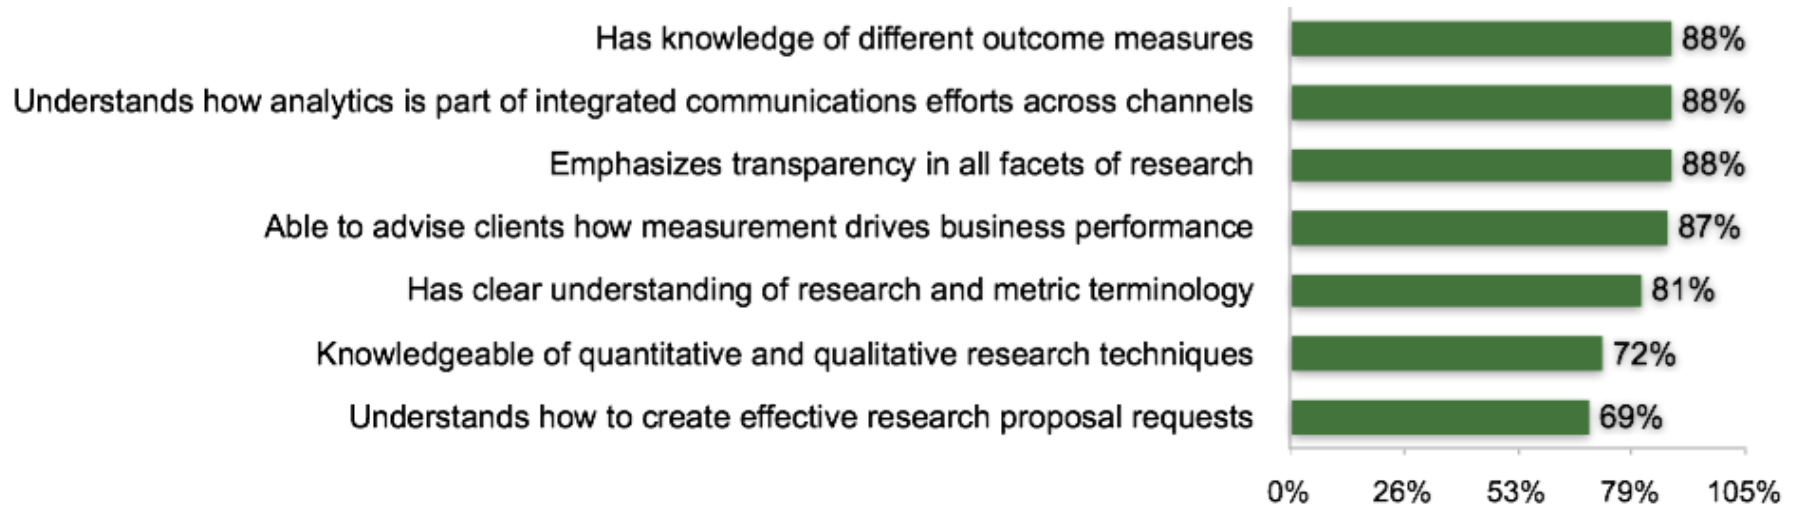 Has knowledge of different outcome measures 88%
Understands how analytics is part of integrated communications efforts across channels 88%
Emphasizes transparency in all facets of research 88%
Able to advise clients how measurement drives business performance 87%
Has clear understanding of research and metric terminology 81%
Knowledgeable of quantitative and qualitative research techniques 72%
Understands how to create effective research proposal requests 69%
0% 26% 53% 79% 105%